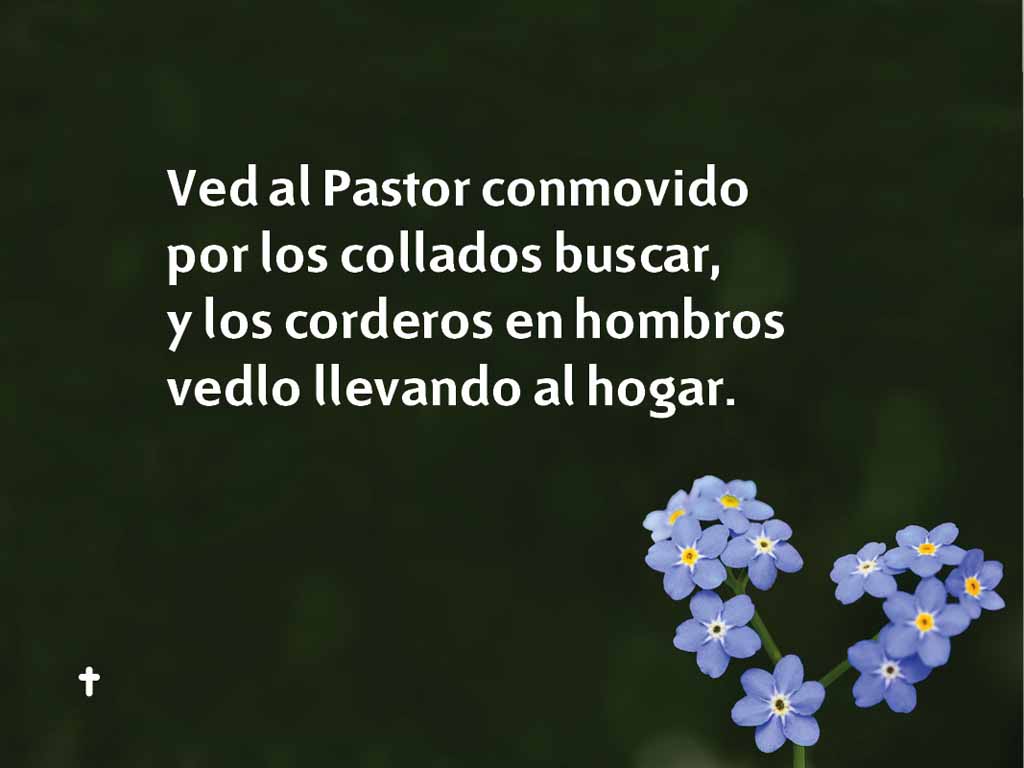 Ved al Pastor conmovido
por los collados buscar,
y los corderos en hombros
vedlo llevando al hogar.